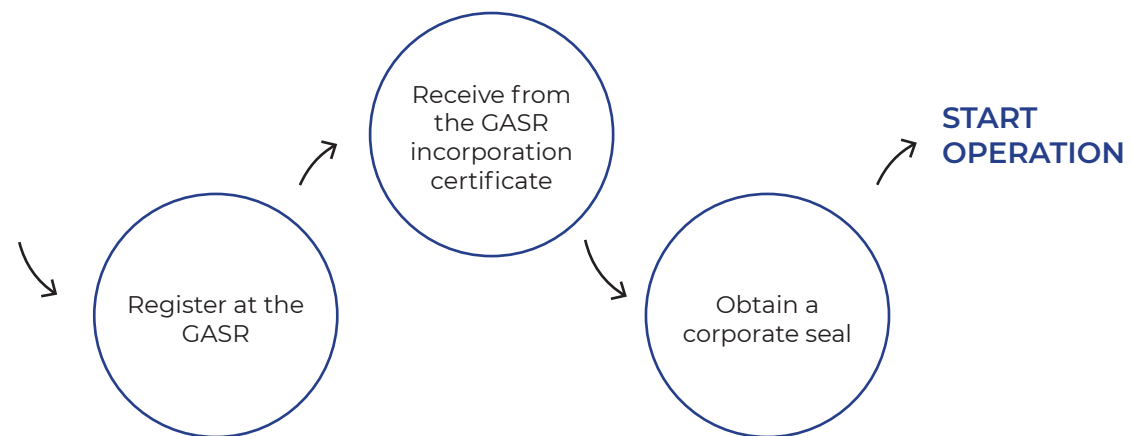 Register at the
GASR
Receive from
the GASR
incorporation
certificate
Obtain a
corporate seal
START
OPERATION